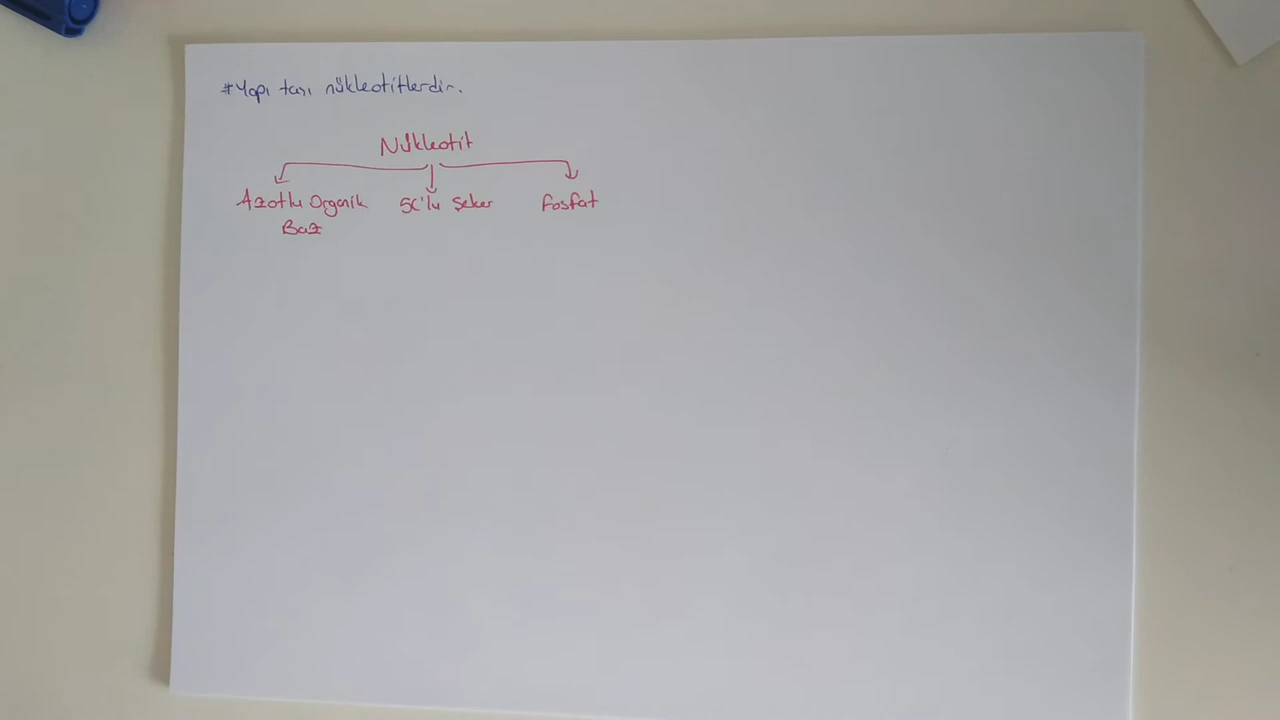 #Yapı taşı nükleotitlerdir.
Nükleotit
Azotlu Organik Baz
5C'lu Şeker
Fosfat